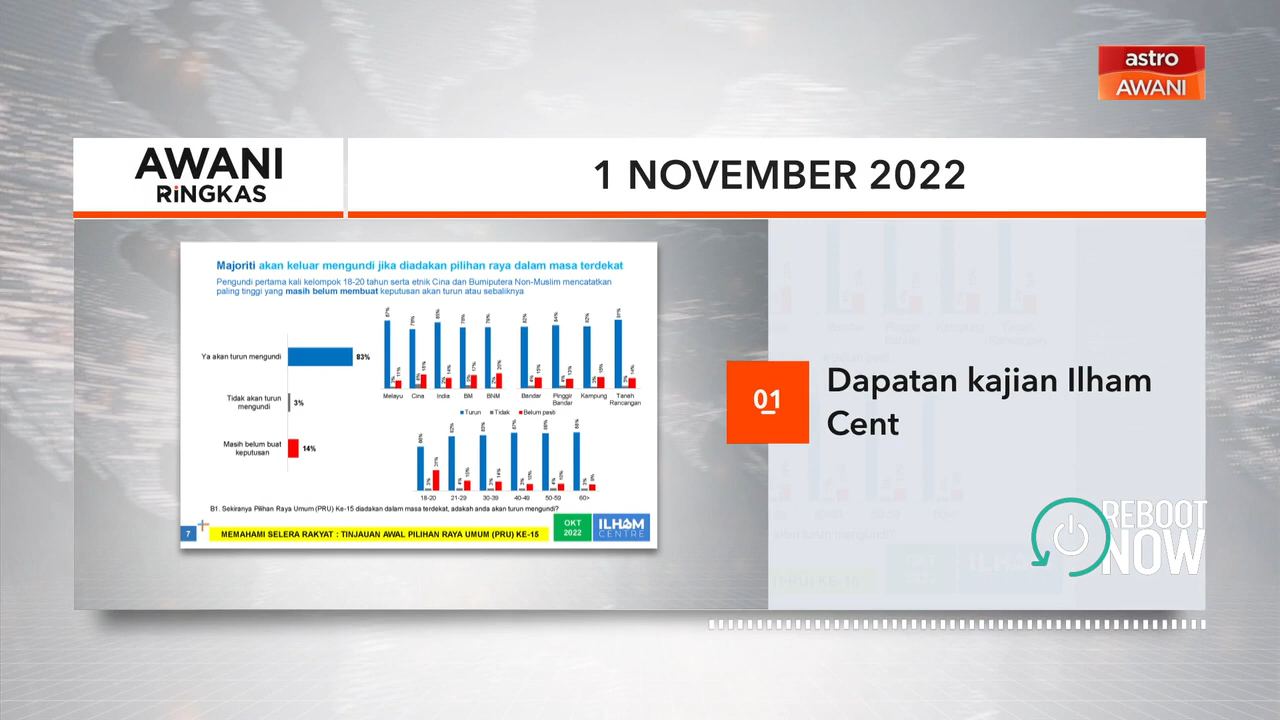 astro
AWANI
AWANI
RiNGKAS
1 NOVEMBER 2022
Majoriti akan keluar mengundi jika diadakan pilihan raya dalam masa terdekat
Pengundi pertama kali kelompok 18-20 tahun serta etnik Cina dan Bumiputera Non-Muslim mencatatkan
paling tinggi yang masih belum membuat keputusan akan turun atau sebaliknya
Ya akan turun mengundi 83%
Tidak akan turun
mengundi
3%
Masih belum buat
keputusan
14%
Melayu Cina India BM BNM Bandar Pinggir Bandar Kampung Tanah Rancangan
Turun Tidak Belum pasti
18-20 21-29 30-39 40-49 50-59 60>
B1. Sekiranya Pilihan Raya Umum (PRU) Ke-15 diadakan dalam masa terdekat, adakah anda akan turun mengundi?
7
MEMAHAMI SELERA RAKYAT : TINJAUAN AWAL PILIHAN RAYA UMUM (PRU) KE-15
OKT
2022
ILHAM
CENTRE
01
Dapatan kajian Ilham
Cent
REBOOT
NOW